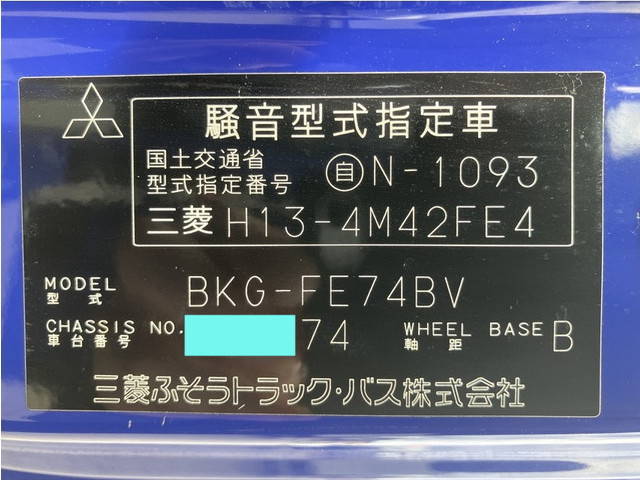 騒音型式指定車
国土交通省
型式指定番号 自N-1093
三菱 H13-4M42FE4
MODEL
型式 BKG-FE74BV
CHASSIS NO. 74 WHEEL BASE B
車台番号 軸距
三菱ふそうトラック・バス株式会社